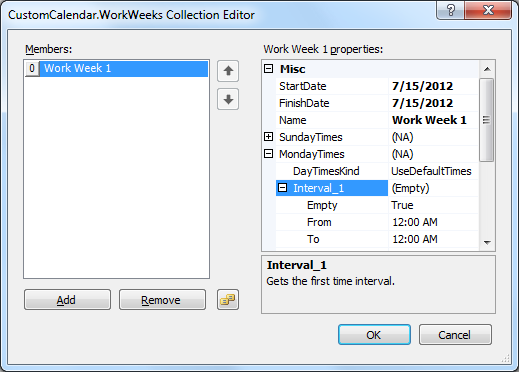 CustomCalendar.WorkWeeks Collection Editor
Members:
0 Work Week 1
Add
Remove
Work Week 1 properties:
Misc
StartDate 7/15/2012
FinishDate 7/15/2012
Name Work Week 1
SundayTimes (NA)
MondayTimes (NA)
DayTimesKind UseDefaultTimes
Interval_1 (Empty)
Empty True
From 12:00 AM
To 12:00 AM
Interval_1
Gets the first time interval.
OK
Cancel